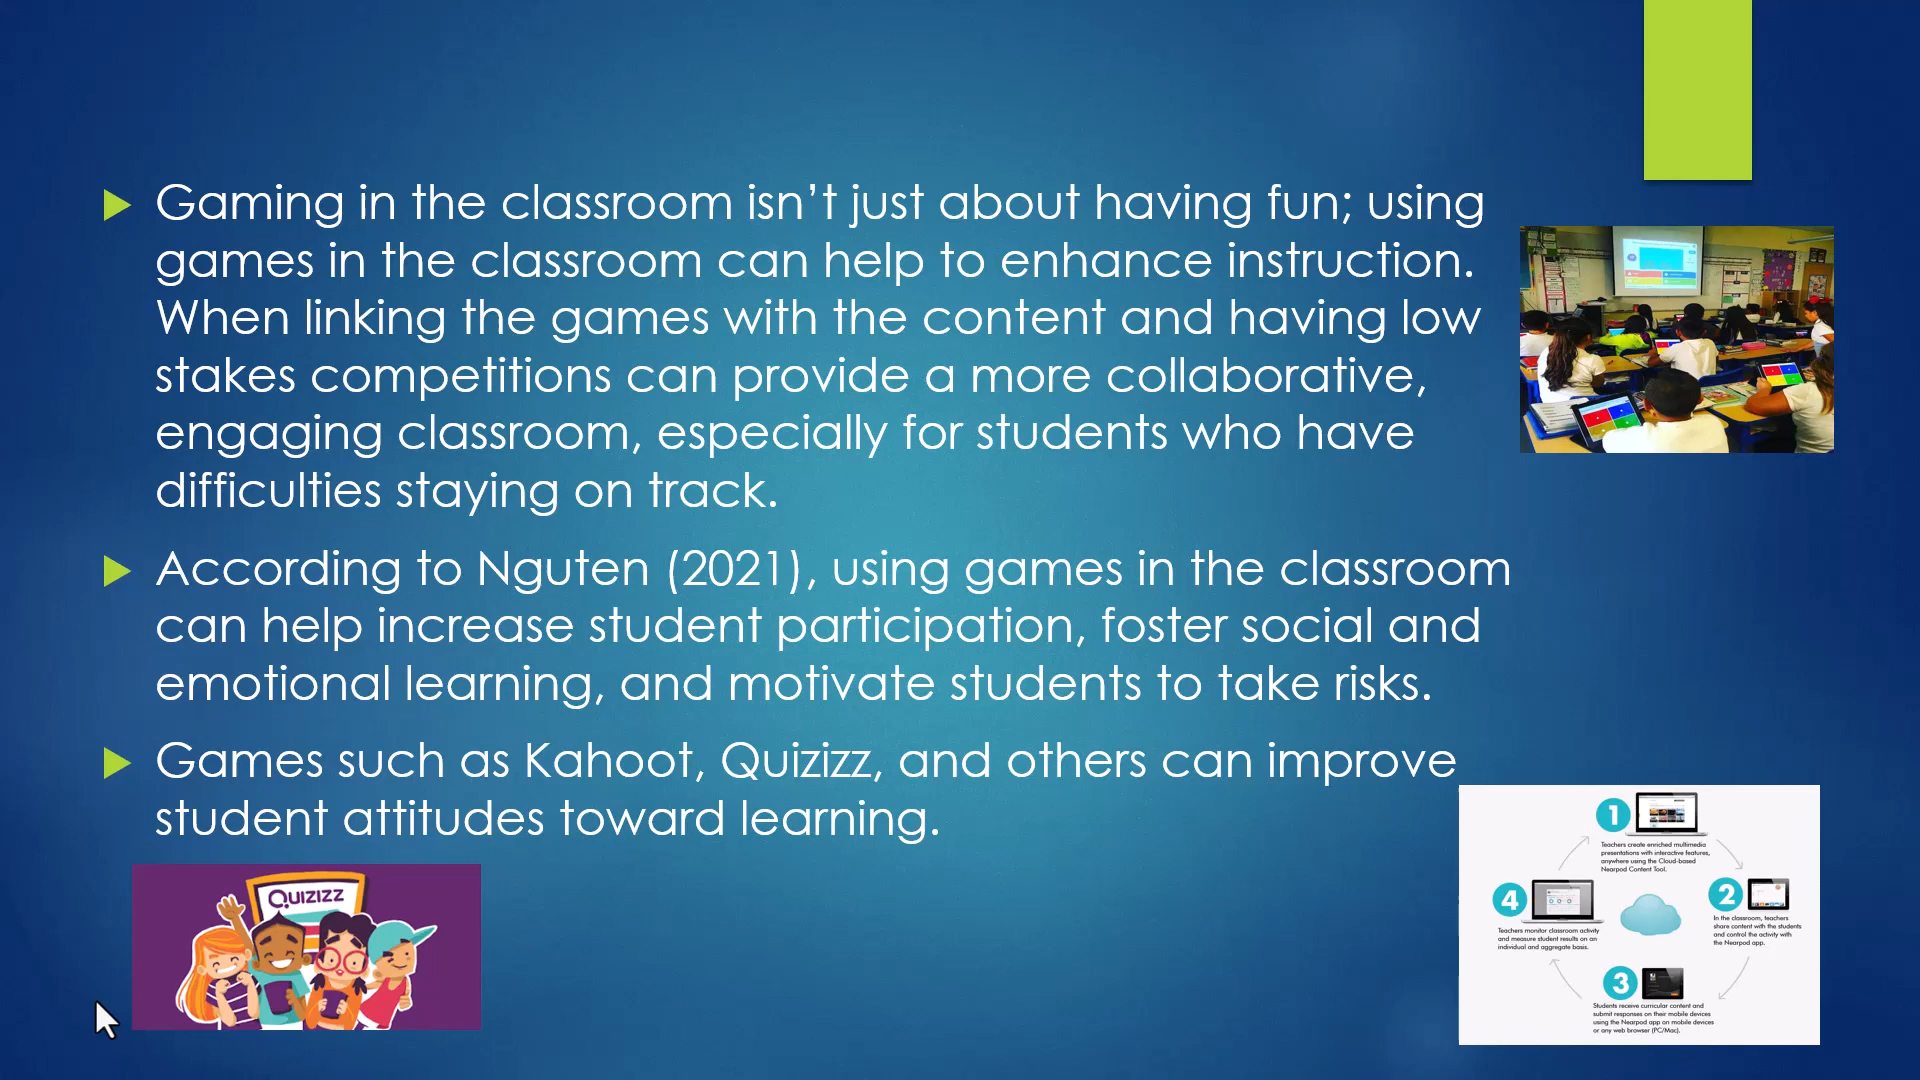 Gaming in the classroom isn’t just about having fun; using
games in the classroom can help to enhance instruction.
When linking the games with the content and having low
stakes competitions can provide a more collaborative,
engaging classroom, especially for students who have
difficulties staying on track.
According to Nguten (2021), using games in the classroom
can help increase student participation, foster social and
emotional learning, and motivate students to take risks.
Games such as Kahoot, Quizizz, and others can improve
student attitudes toward learning.
QUIZIZZ
1
Teachers create enriched multimedia
presentations with interactive features,
anywhere using the Cloud-based
Nearpod Content Tool.
2
In the classroom, teachers
share content with the students
and control the activity with
the Nearpod app.
3
Students receive curricular content and
submit responses on their mobile devices
using the Nearpod app on mobile devices
or any web browser (PC/Mac).
4
Teachers monitor classroom activity
and measure student results on an
individual and aggregate basis.